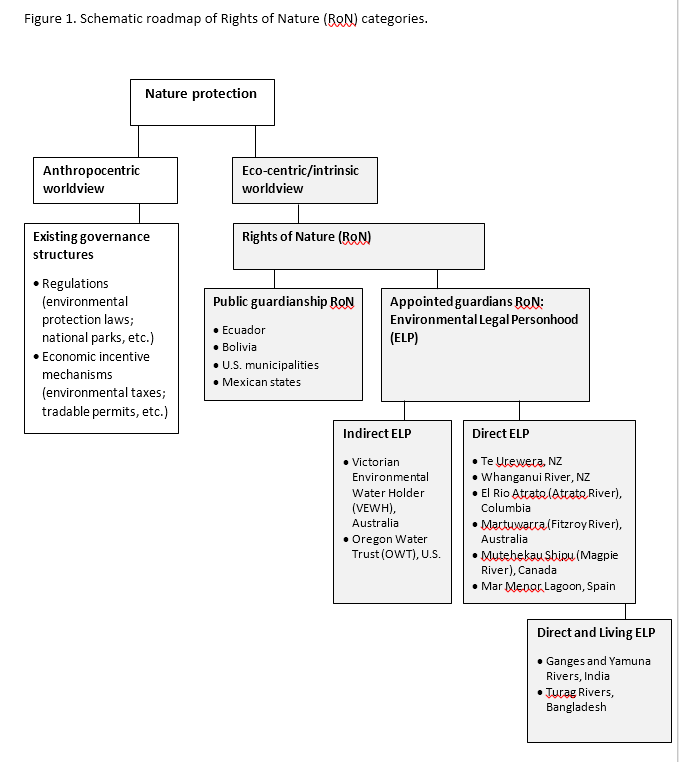 Figure 1. Schematic roadmap of Rights of Nature (RoN) categories.
Nature protection
Anthropocentric
worldview
Eco-centric/intrinsic
worldview
Existing governance
structures
• Regulations
(environmental
protection laws;
national parks, etc.)
• Economic incentive
mechanisms
(environmental taxes;
tradable permits, etc.)
Rights of Nature (RoN)
Public guardianship RoN
• Ecuador
• Bolivia
• U.S. municipalities
• Mexican states
Appointed guardians RoN:
Environmental Legal Personhood
(ELP)
Indirect ELP
• Victorian
Environmental
Water Holder
(VEWH),
Australia
• Oregon Water
Trust (OWT), U.S.
Direct ELP
• Te Urewera, NZ
• Whanganui River, NZ
• El Rio Atrato (Atrato River),
Columbia
• Martuwarra (Fitzroy River),
Australia
• Mutehekau Shipu (Magpie
River), Canada
• Mar Menor Lagoon, Spain
Direct and Living ELP
• Ganges and Yamuna
Rivers, India
• Turag Rivers,
Bangladesh